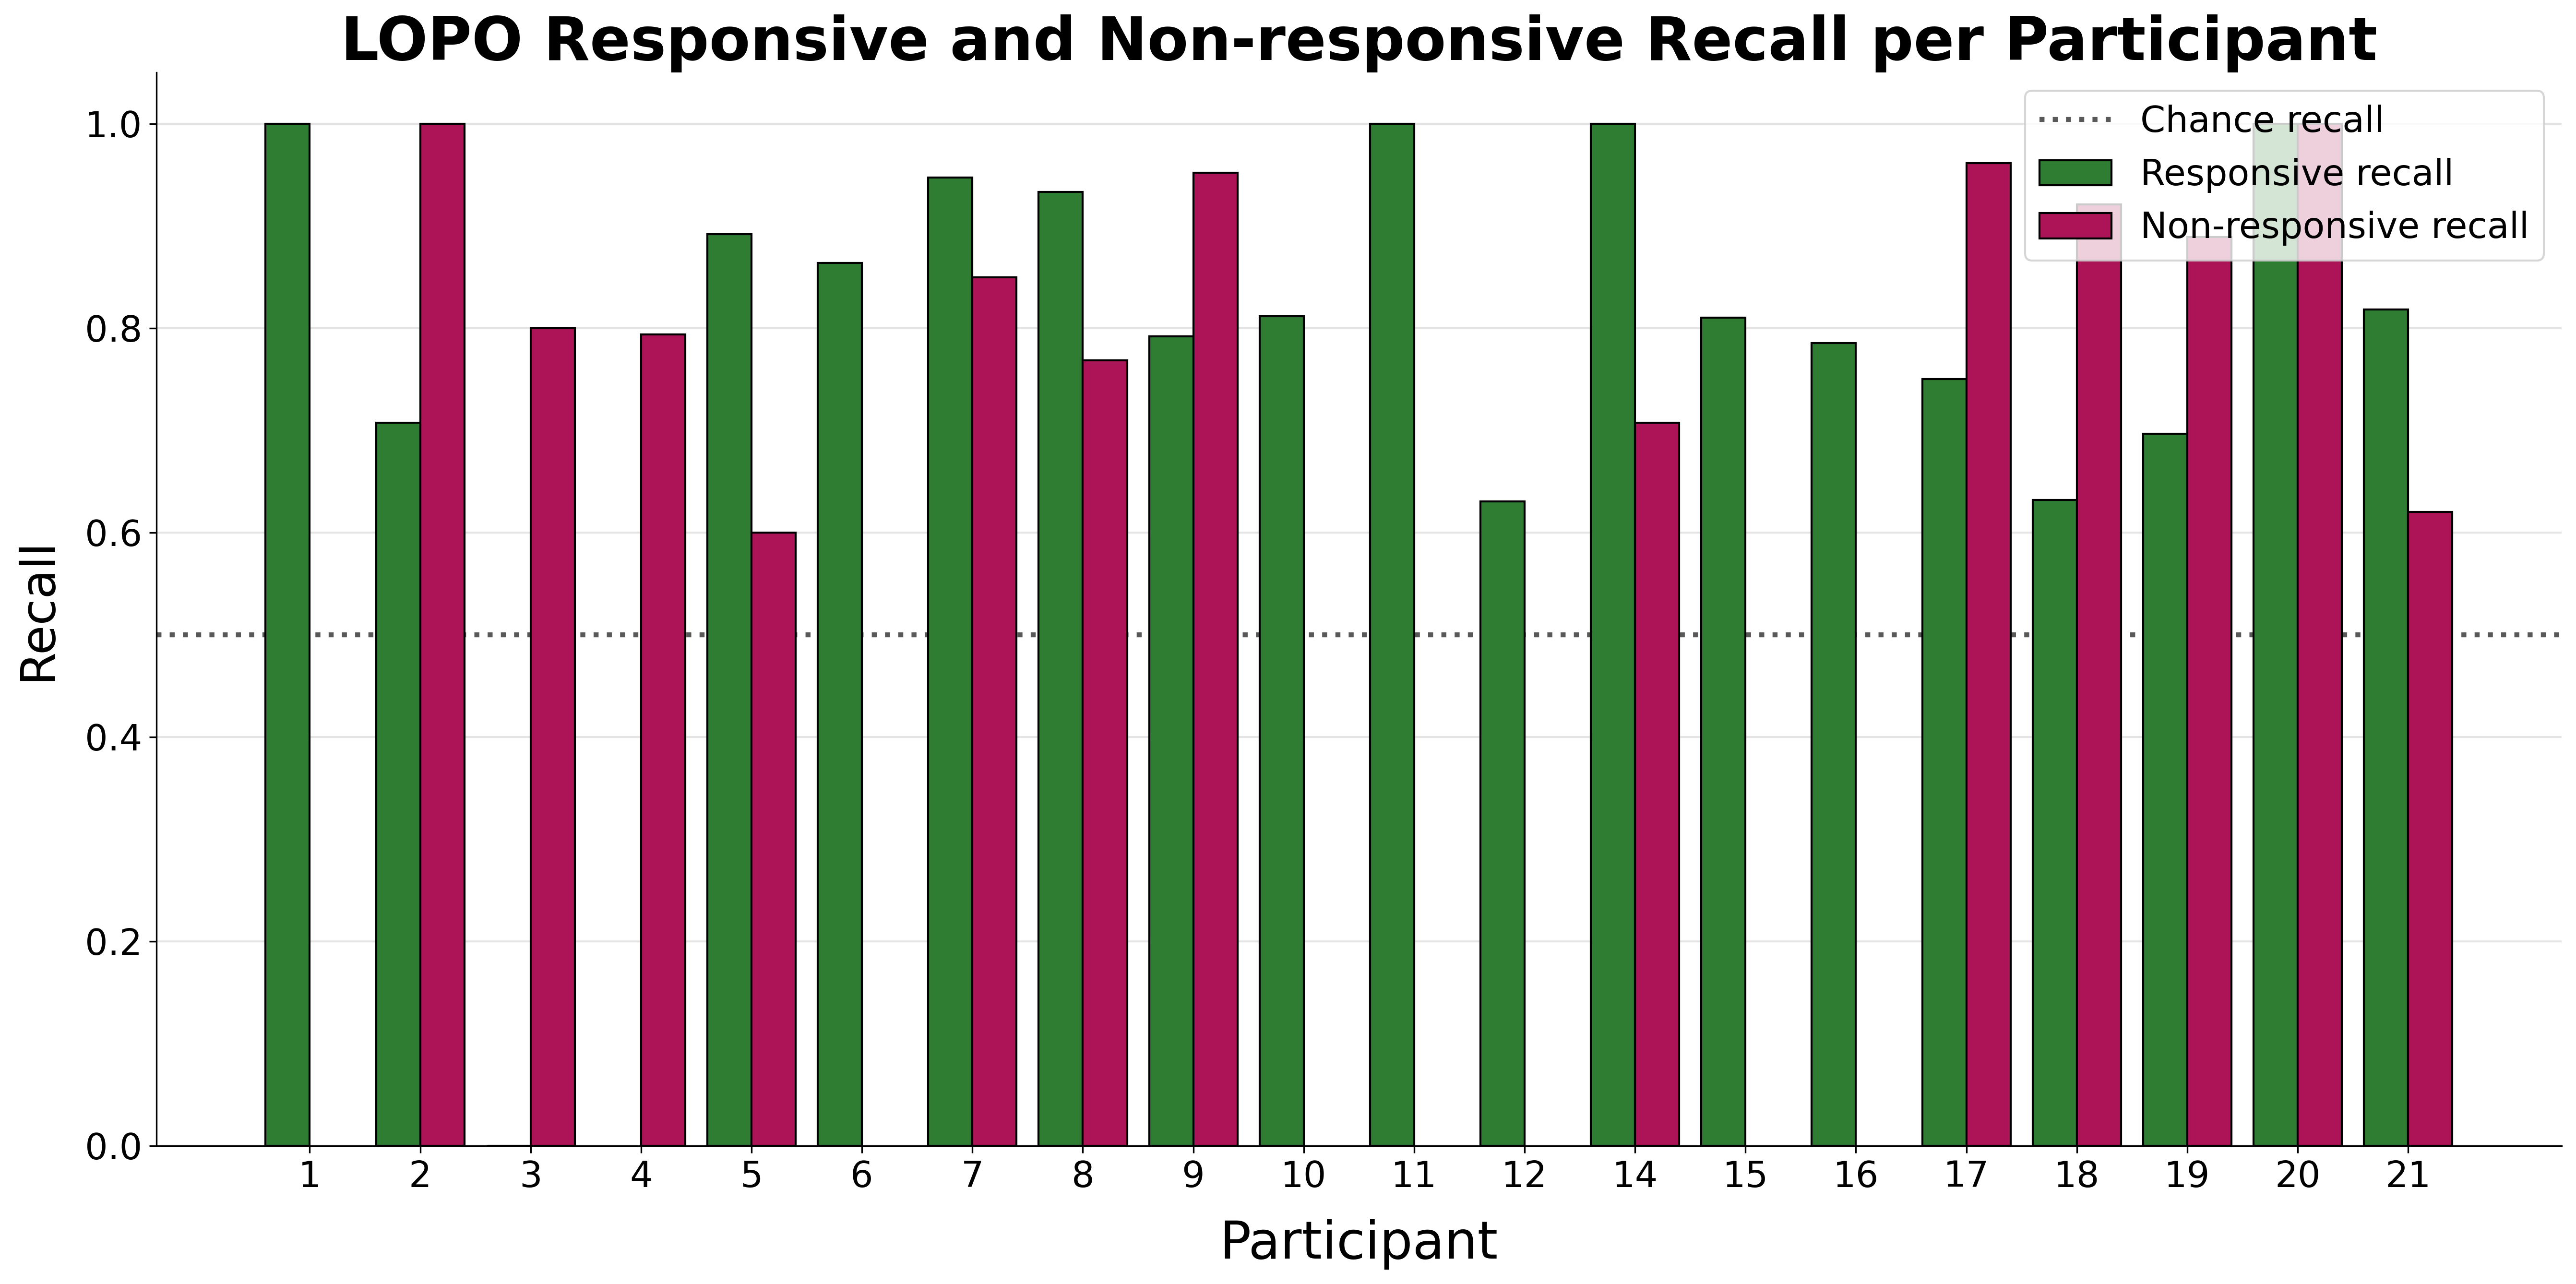 LOPO Responsive and Non-responsive Recall per Participant
Chance recall
Responsive recall
Non-responsive recall
1.0
0.8
0.6
0.4
0.2
0.0
Recall
1 2 3 4 5 6 7 8 9 10 11 12 14 15 16 17 18 19 20 21
Participant